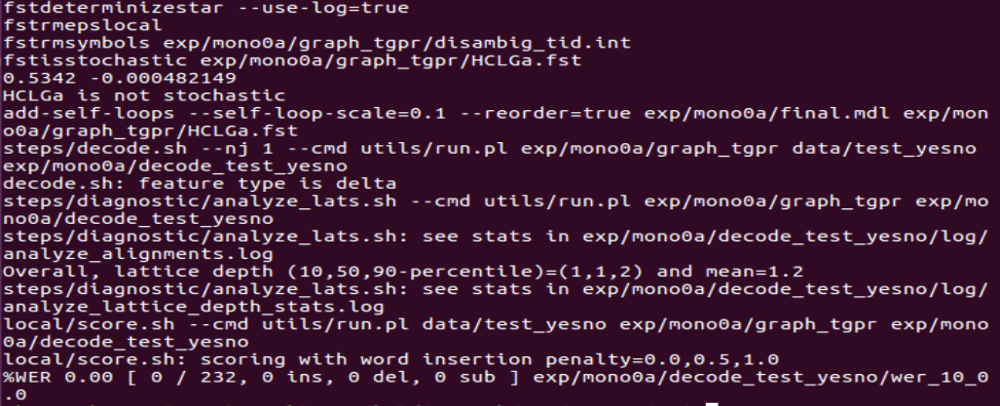 fstdeterminizestar --use-log=true
fstrmepslocal
fstrmsymbols exp/mono0a/graph_tgpr/disambig_tid.int
fstisstochastic exp/mono0a/graph_tgpr/HCLGa.fst
0.5342 -0.000482149
HCLGa is not stochastic
add-self-loops --self-loop-scale=0.1 --reorder=true exp/mono0a/final.mdl exp/mon
o0a/graph_tgpr/HCLGa.fst
steps/decode.sh --nj 1 --cmd utils/run.pl exp/mono0a/graph_tgpr data/test_yesno
exp/mono0a/decode_test_yesno
decode.sh: feature type is delta
steps/diagnostic/analyze_lats.sh --cmd utils/run.pl exp/mono0a/graph_tgpr exp/mo
no0a/decode_test_yesno
steps/diagnostic/analyze_lats.sh: see stats in exp/mono0a/decode_test_yesno/log/
analyze_alignments.log
Overall, lattice depth (10,50,90-percentile)=(1,1,2) and mean=1.2
steps/diagnostic/analyze_lats.sh: see stats in exp/mono0a/decode_test_yesno/log/
analyze_lattice_depth_stats.log
local/score.sh --cmd utils/run.pl data/test_yesno exp/mono0a/graph_tgpr exp/mono
0a/decode_test_yesno
local/score.sh: scoring with word insertion penalty=0.0,0.5,1.0
%WER 0.00 [ 0 / 232, 0 ins, 0 del, 0 sub ] exp/mono0a/decode_test_yesno/wer_10_0
.0